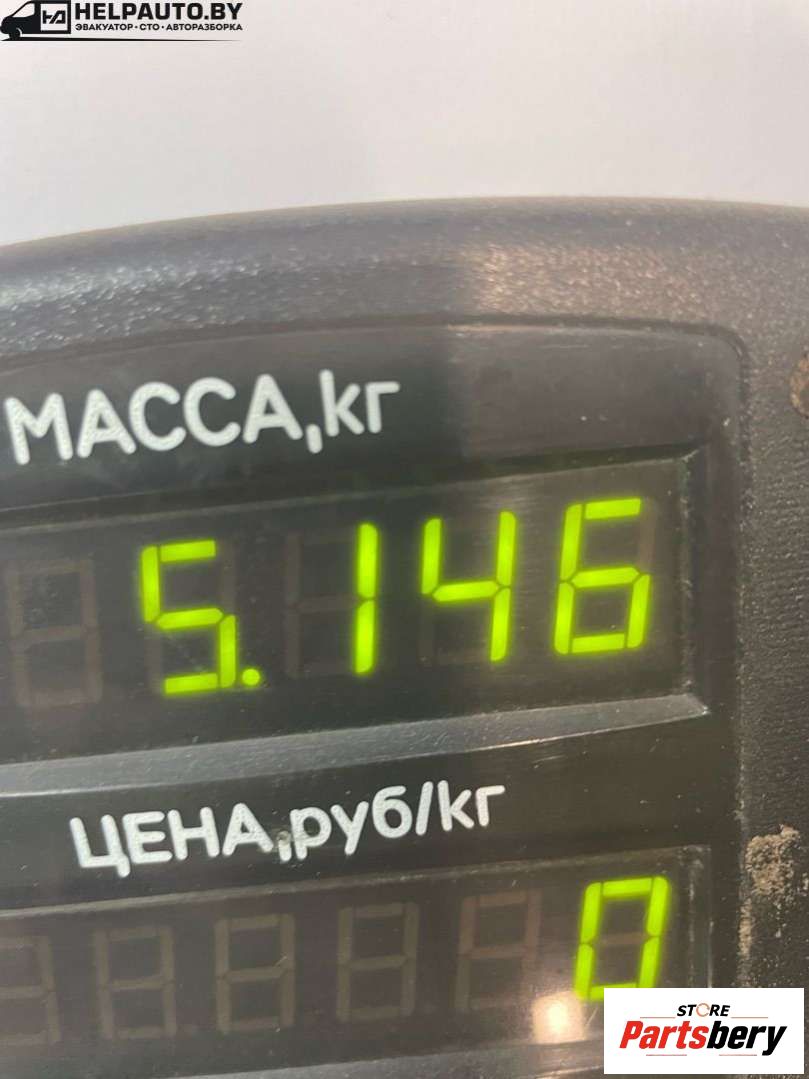 HELPAUTO.BY
ЭВАКУАТОР • СТО • АВТОРАЗБОРКА
МАССА,кг
5.146
ЦЕНА,руб/кг
0
STORE
Partsbery